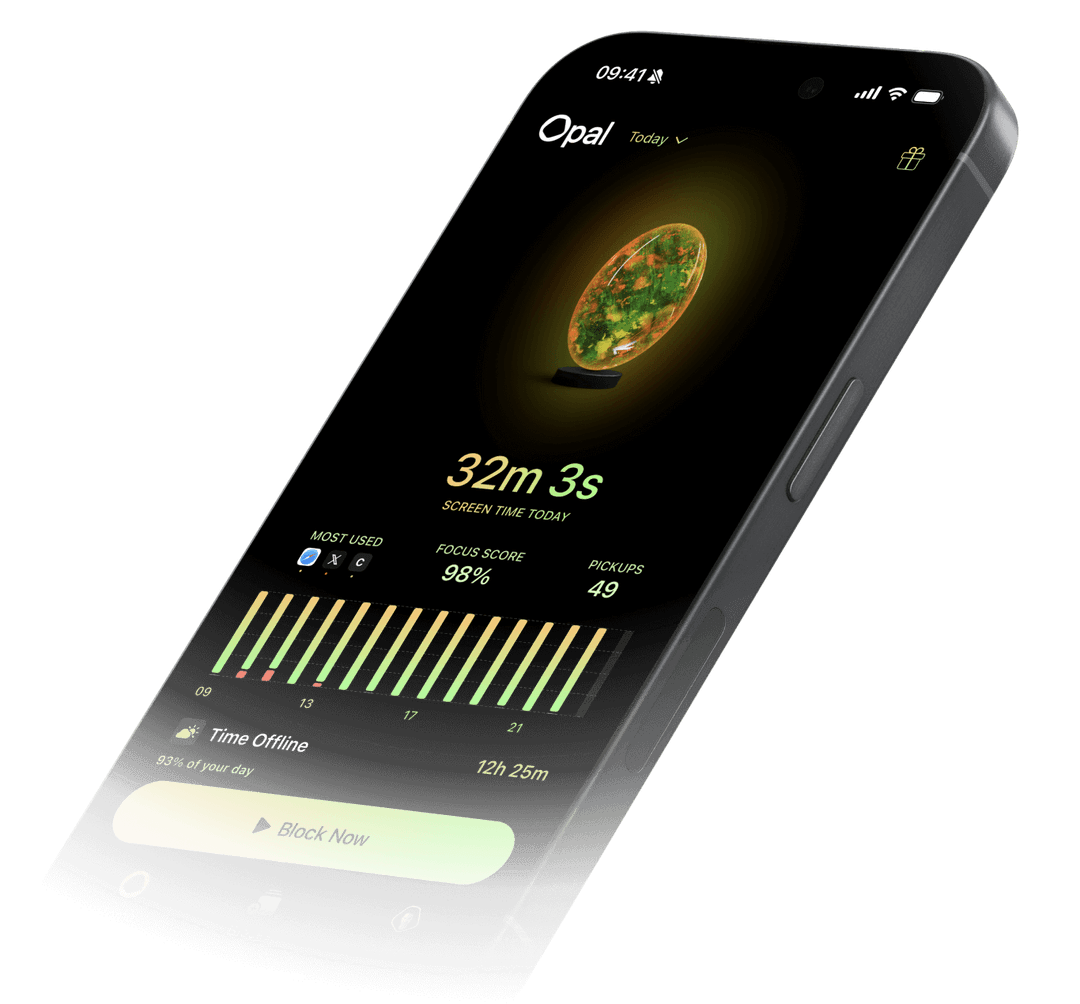 09:41
Opal Today
32m 3s
SCREEN TIME TODAY
MOST USED FOCUS SCORE PICKUPS
C 98% 49
09 13 17 21
Time Offline 12h 25m
93% of your day
Block Now